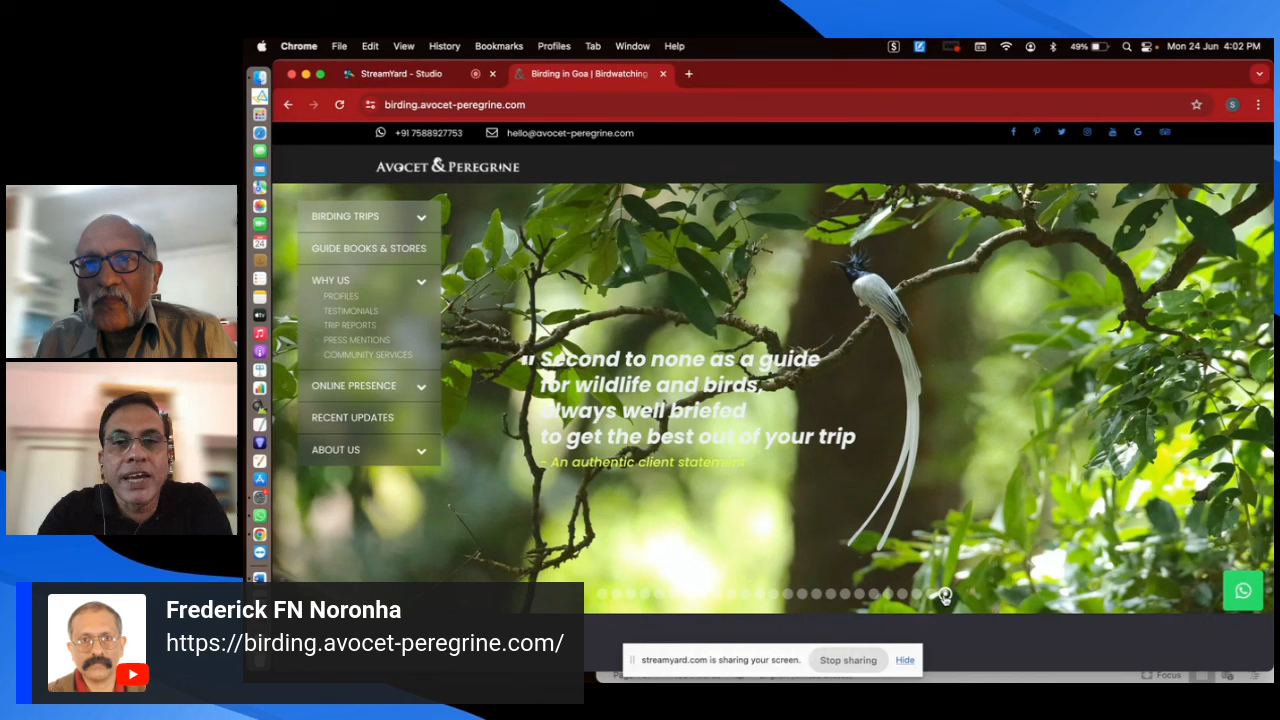 Chrome File Edit View History Bookmarks Profiles Tab Window Help
49% Mon 24 Jun 4:02 PM
StreamYard - Studio
Birding in Goa | Birdwatching
birding.avocet-peregrine.com
S
+91 7588927753
hello@avocet-peregrine.com
AVOCET & PEREGRINE
BIRDING TRIPS
GUIDE BOOKS & STORES
WHY US
PROFILES
TESTIMONIALS
TRIP REPORTS
PRESS MENTIONS
COMMUNITY SERVICES
ONLINE PRESENCE
RECENT UPDATES
ABOUT US
"Second to none as a guide
for wildlife and birds,
always well briefed
to get the best out of your trip
- An authentic client statement
Frederick FN Noronha
https://birding.avocet-peregrine.com/
streamyard.com is sharing your screen. Stop sharing Hide
Focus